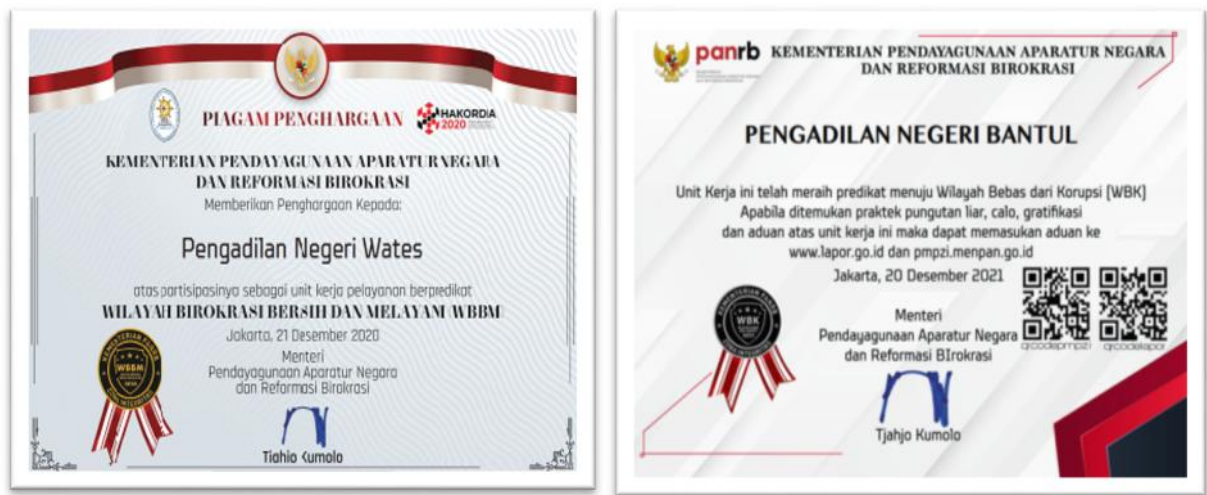 PIAGAM PENGHARGAAN
HAKORDIA
2020
KEMENTERIAN PENDAYAGUNAAN APARATUR NEGARA
DAN REFORMASI BIROKRASI
Memberikan Penghargaan Kepada:
Pengadilan Negeri Wates
atas partisipasinya sebagai unit kerja pelayanan berpredikat
WILAYAH BIROKRASI BERSIH DAN MELAYANI (WBBM)
Jakarta, 21 Desember 2020
Menteri
Pendayagunaan Aparatur Negara
dan Reformasi Birokrasi
WBBM
Tjahjo Kumolo
panrb
KEMENTERIAN PENDAYAGUNAAN APARATUR NEGARA
DAN REFORMASI BIROKRASI
PENGADILAN NEGERI BANTUL
Unit Kerja ini telah meraih predikat menuju Wilayah Bebas dari Korupsi (WBK)
Apabila ditemukan praktek pungutan liar, calo, gratifikasi
dan aduan atas unit kerja ini maka dapat memasukan aduan ke
www.lapor.go.id dan pmpzi.menpan.go.id
Jakarta, 20 Desember 2021
Menteri
Pendayagunaan Aparatur Negara
dan Reformasi BIrokrasi
qrcodepmpzi
qrcodelapor
WBK
Tjahjo Kumolo